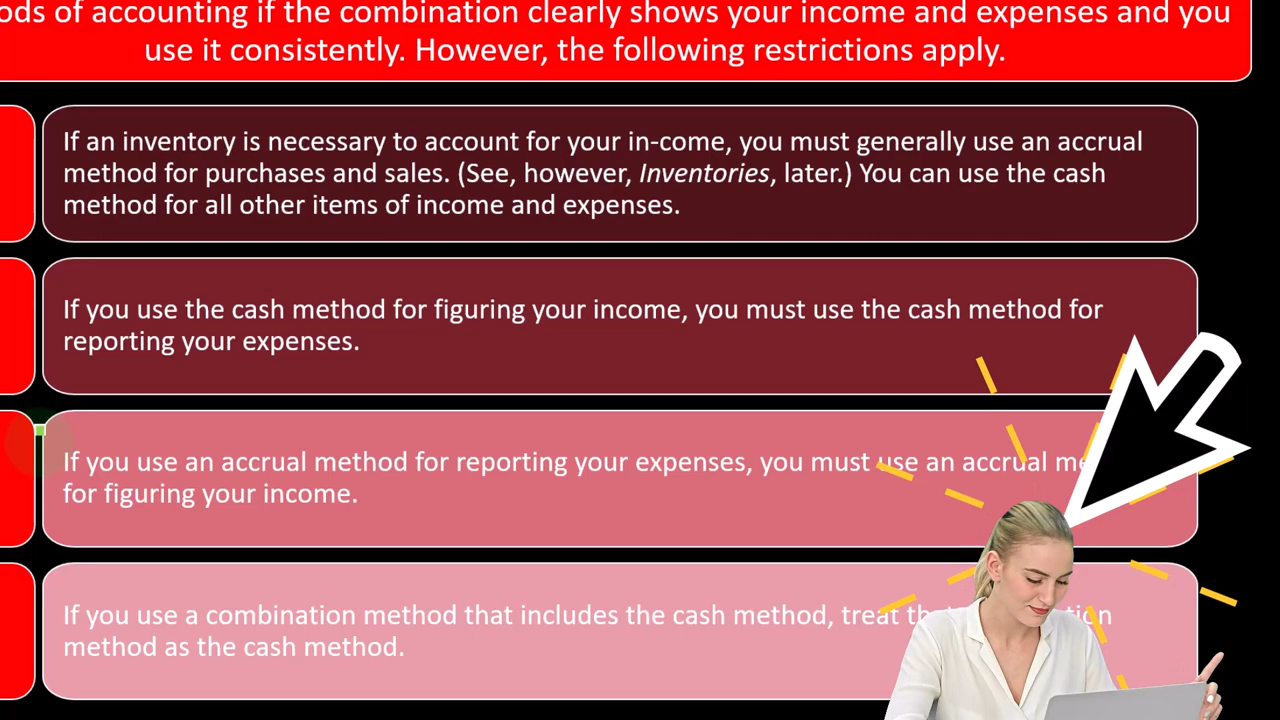 of accounting if the combination clearly shows your income and expenses and you
use it consistently. However, the following restrictions apply.
If an inventory is necessary to account for your in-come, you must generally use an accrual
method for purchases and sales. (See, however, Inventories, later.) You can use the cash
method for all other items of income and expenses.
If you use the cash method for figuring your income, you must use the cash method for
reporting your expenses.
If you use an accrual method for reporting your expenses, you must use an accrual
for figuring your income.
If you use a combination method that includes the cash method, treat
method as the cash method.